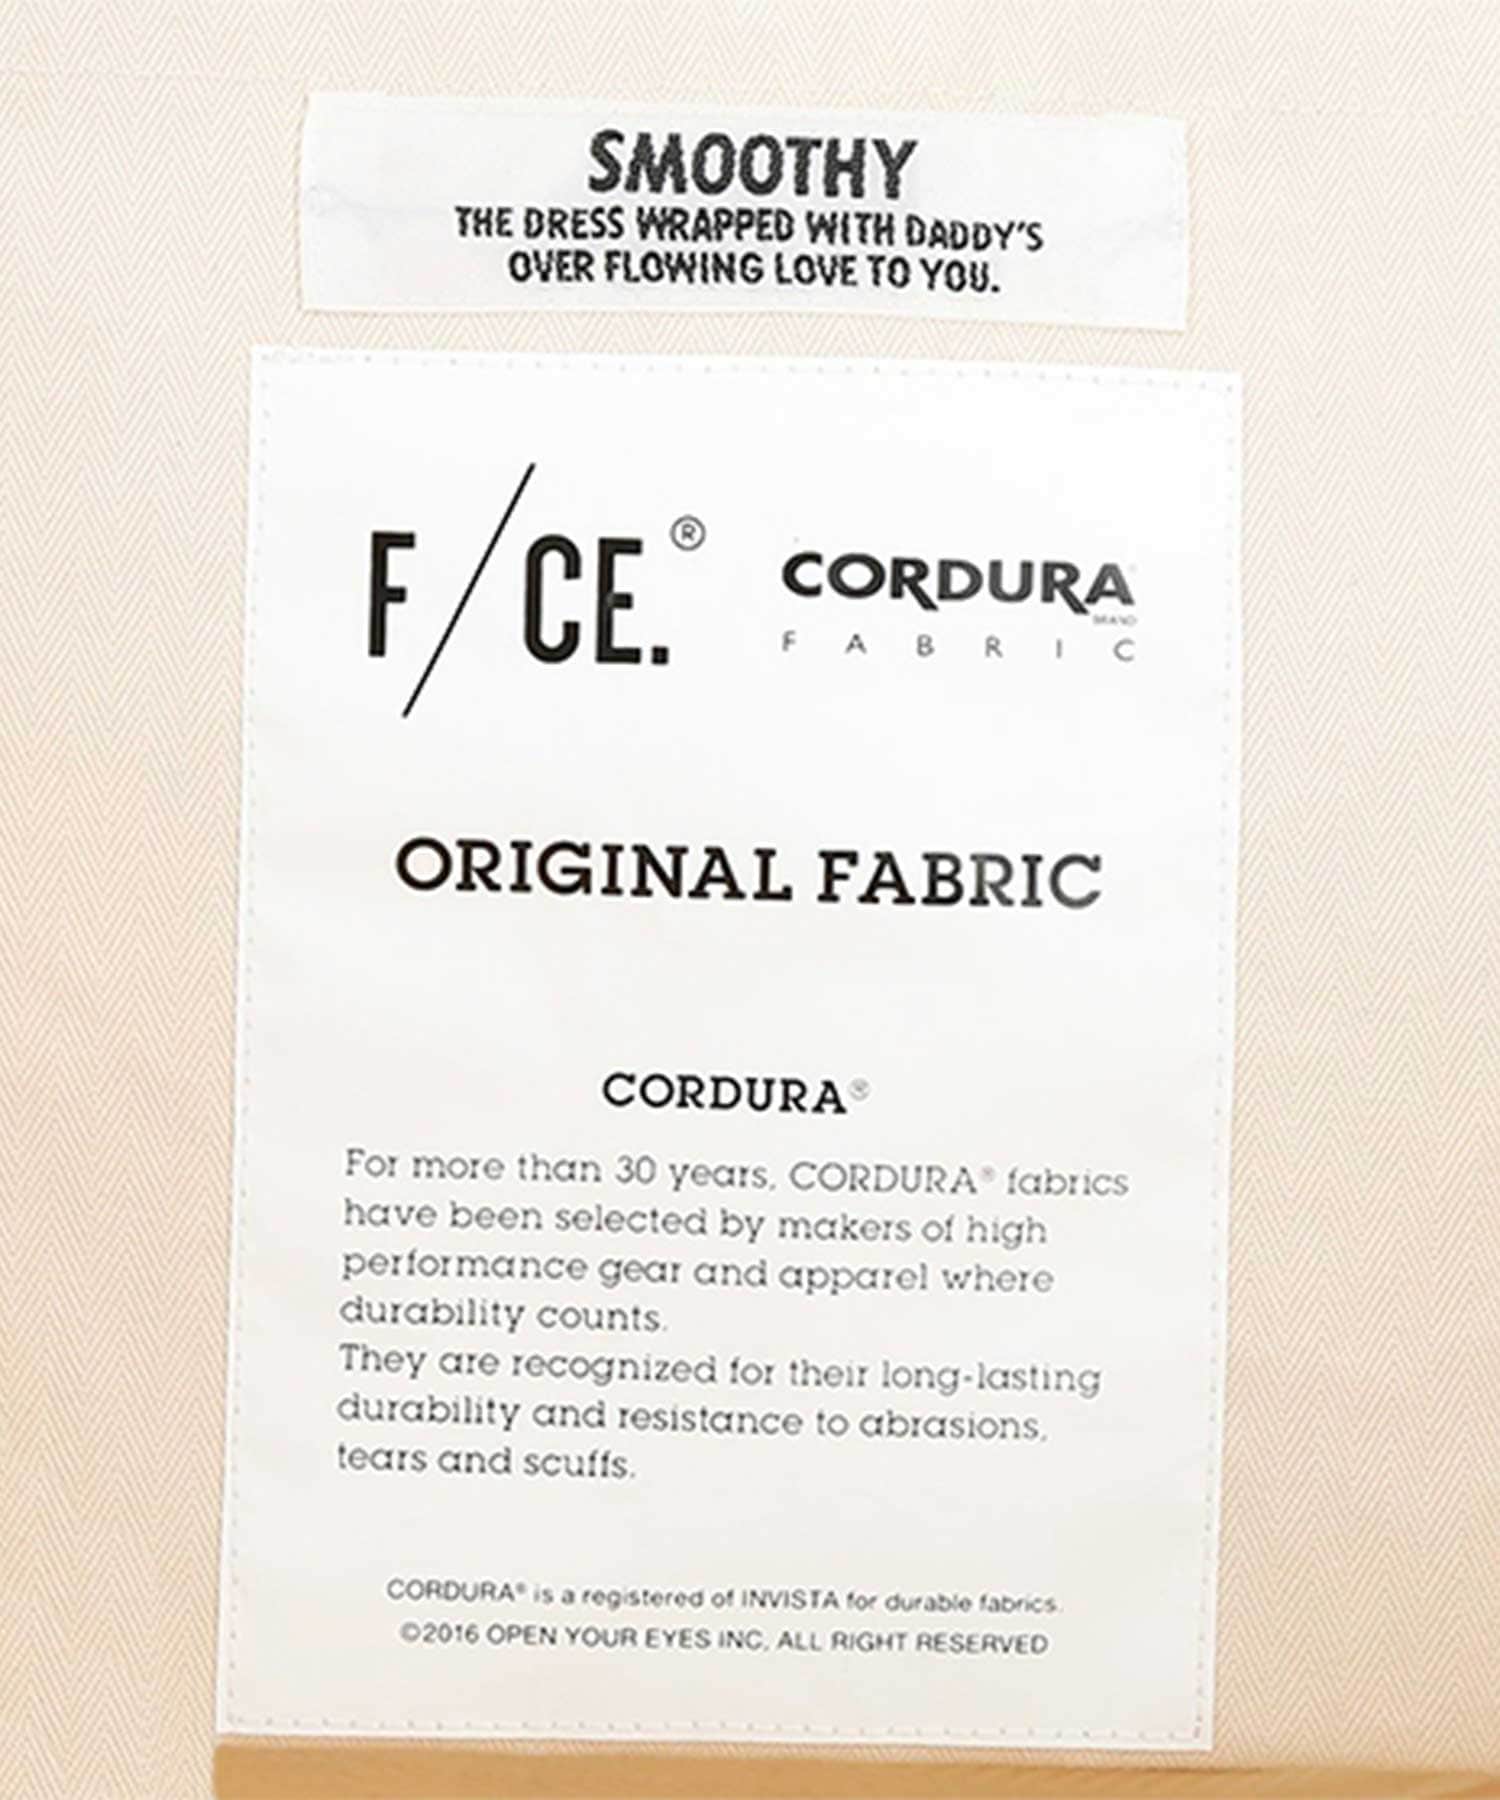 SMOOTHY
THE DRESS WRAPPED WITH DADDY'S
OVER FLOWING LOVE TO YOU.
F/CE.®
CORDURA
BRAND
FABRIC
ORIGINAL FABRIC
CORDURA®
For more than 30 years, CORDURA® fabrics
have been selected by makers of high
performance gear and apparel where
durability counts.
They are recognized for their long-lasting
durability and resistance to abrasions,
tears and scuffs.
CORDURA® is a registered of INVISTA for durable fabrics.
©2016 OPEN YOUR EYES INC, ALL RIGHT RESERVED